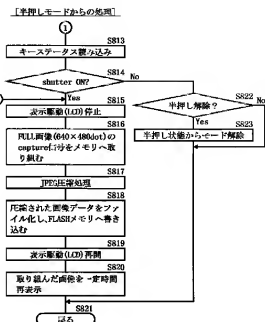 [半押しモードからの処理]
1
S813
キーステータス読み込み
S814
shutter ON?
No
Yes
S815
表示駆動(LCD)停止
S822
半押し解除?
No
Yes
S823
半押し状態からモード解除
S816
FULL画像(640×480dot)の
capture信号をメモリへ取
り組む
S817
JPEG圧縮処理
S818
圧縮された画像データをファ
イル化し、FLASHメモリへ書き
込む
S819
表示駆動(LCD)再開
S820
取り組んだ画像を一定時間
再表示
S821
戻る